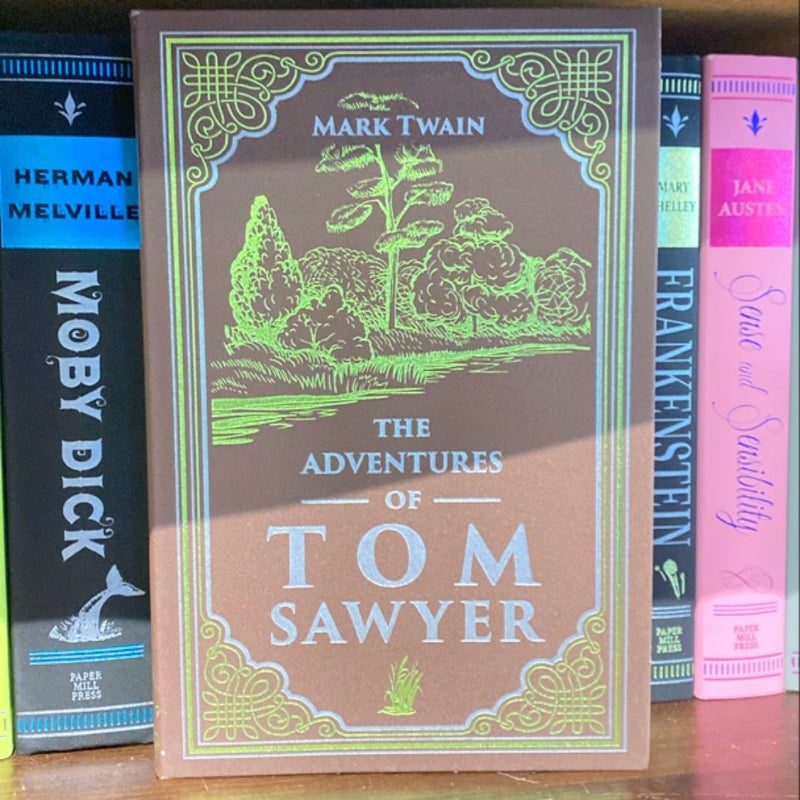 HERMAN
MELVILLE
MOBY DICK
PAPER
MILL
PRESS
MARK TWAIN
THE
ADVENTURES
OF
TOM
SAWYER
MARY
HELLEY
FRANKENSTEIN
PAPER
MILL
PRESS
JANE
AUSTEN
Sense and Sensibility
PAPER
MILL
PRESS